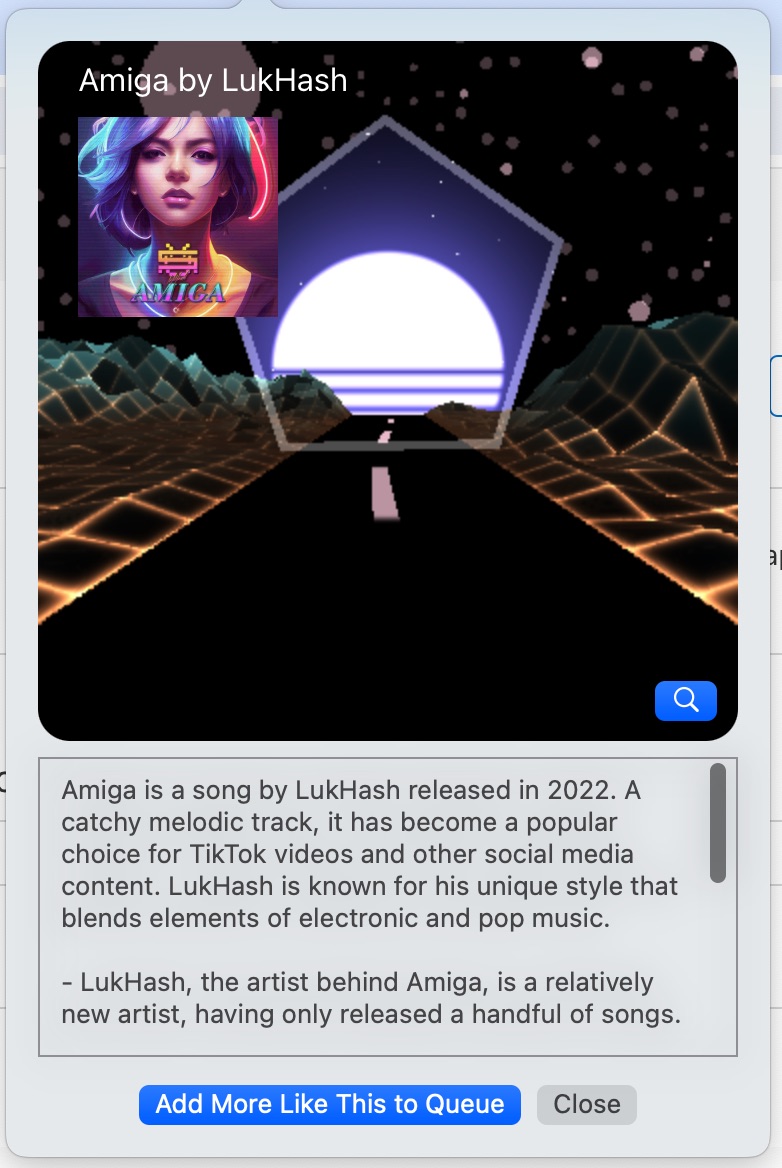 Amiga by LukHash
AMIGA
Amiga is a song by LukHash released in 2022. A
catchy melodic track, it has become a popular
choice for TikTok videos and other social media
content. LukHash is known for his unique style that
blends elements of electronic and pop music.
- LukHash, the artist behind Amiga, is a relatively
new artist, having only released a handful of songs.
Add More Like This to Queue
Close